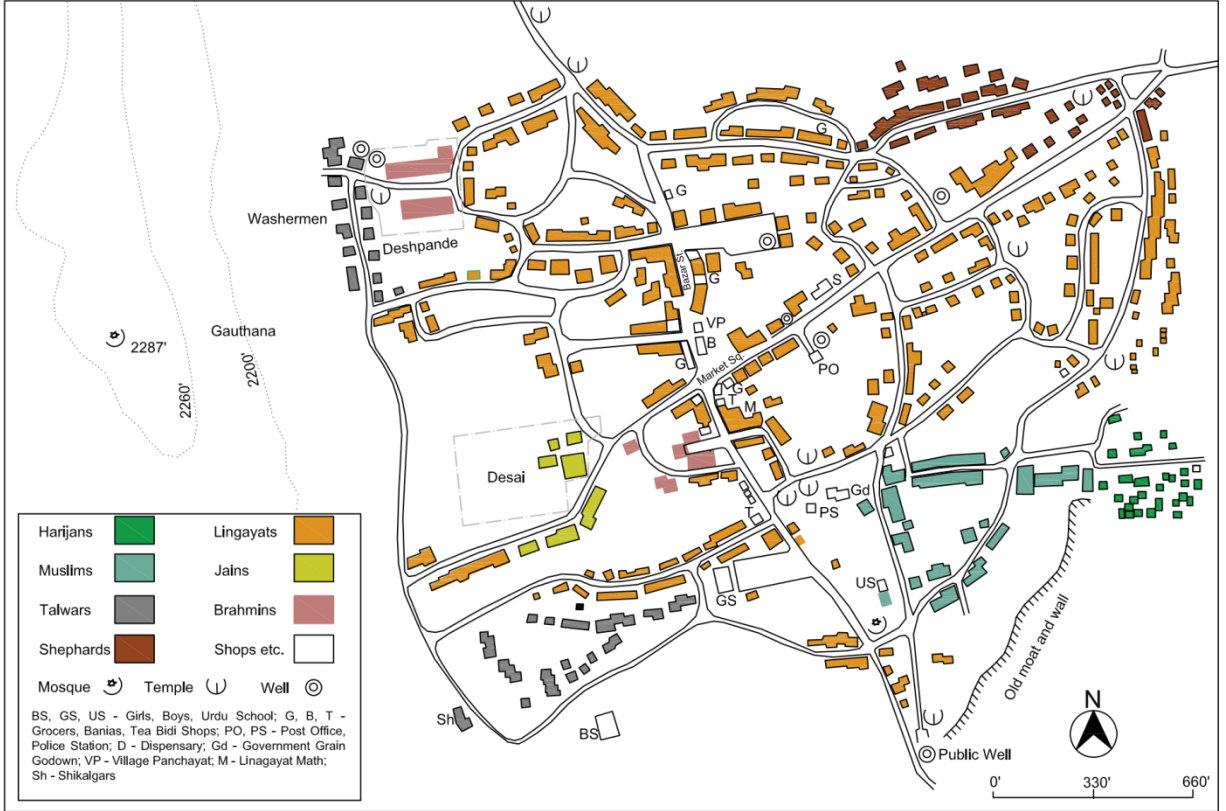 G
G
Washermen
Deshpande
Bazar St.
G
S
Gauthana
2287'
2260'
2200'
VP
B
G
Market Sq.
PO
G
T
M
Desai
Gd
PS
T
US
GS
Sh
BS
Old moat and wall
Public Well
N
0' 330' 660'
Harijans Lingayats
Muslims Jains
Talwars Brahmins
Shephards Shops etc.
Mosque Temple Well
BS, GS, US - Girls, Boys, Urdu School; G, B, T -
Grocers, Banias, Tea Bidi Shops; PO, PS - Post Office,
Police Station; D - Dispensary; Gd - Government Grain
Godown; VP - Village Panchayat; M - Linagayat Math;
Sh - Shikalgars